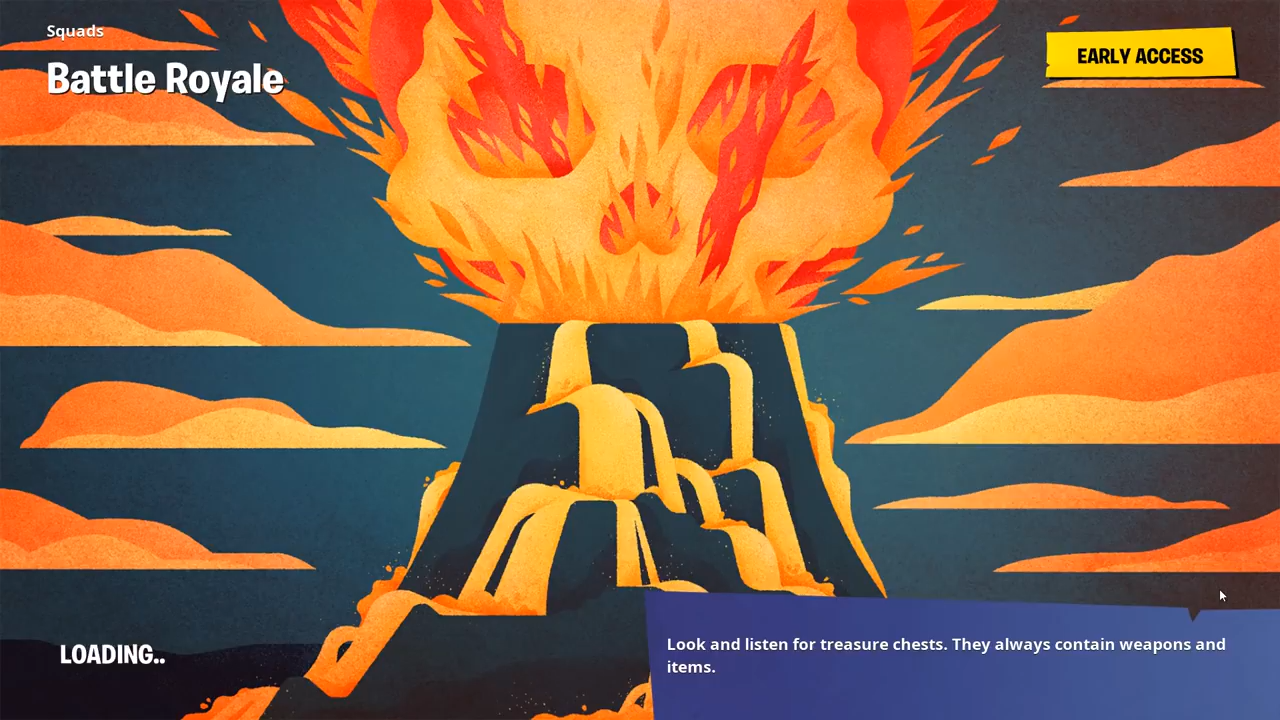 Squads
Battle Royale
EARLY ACCESS
LOADING..
Look and listen for treasure chests. They always contain weapons and
items.